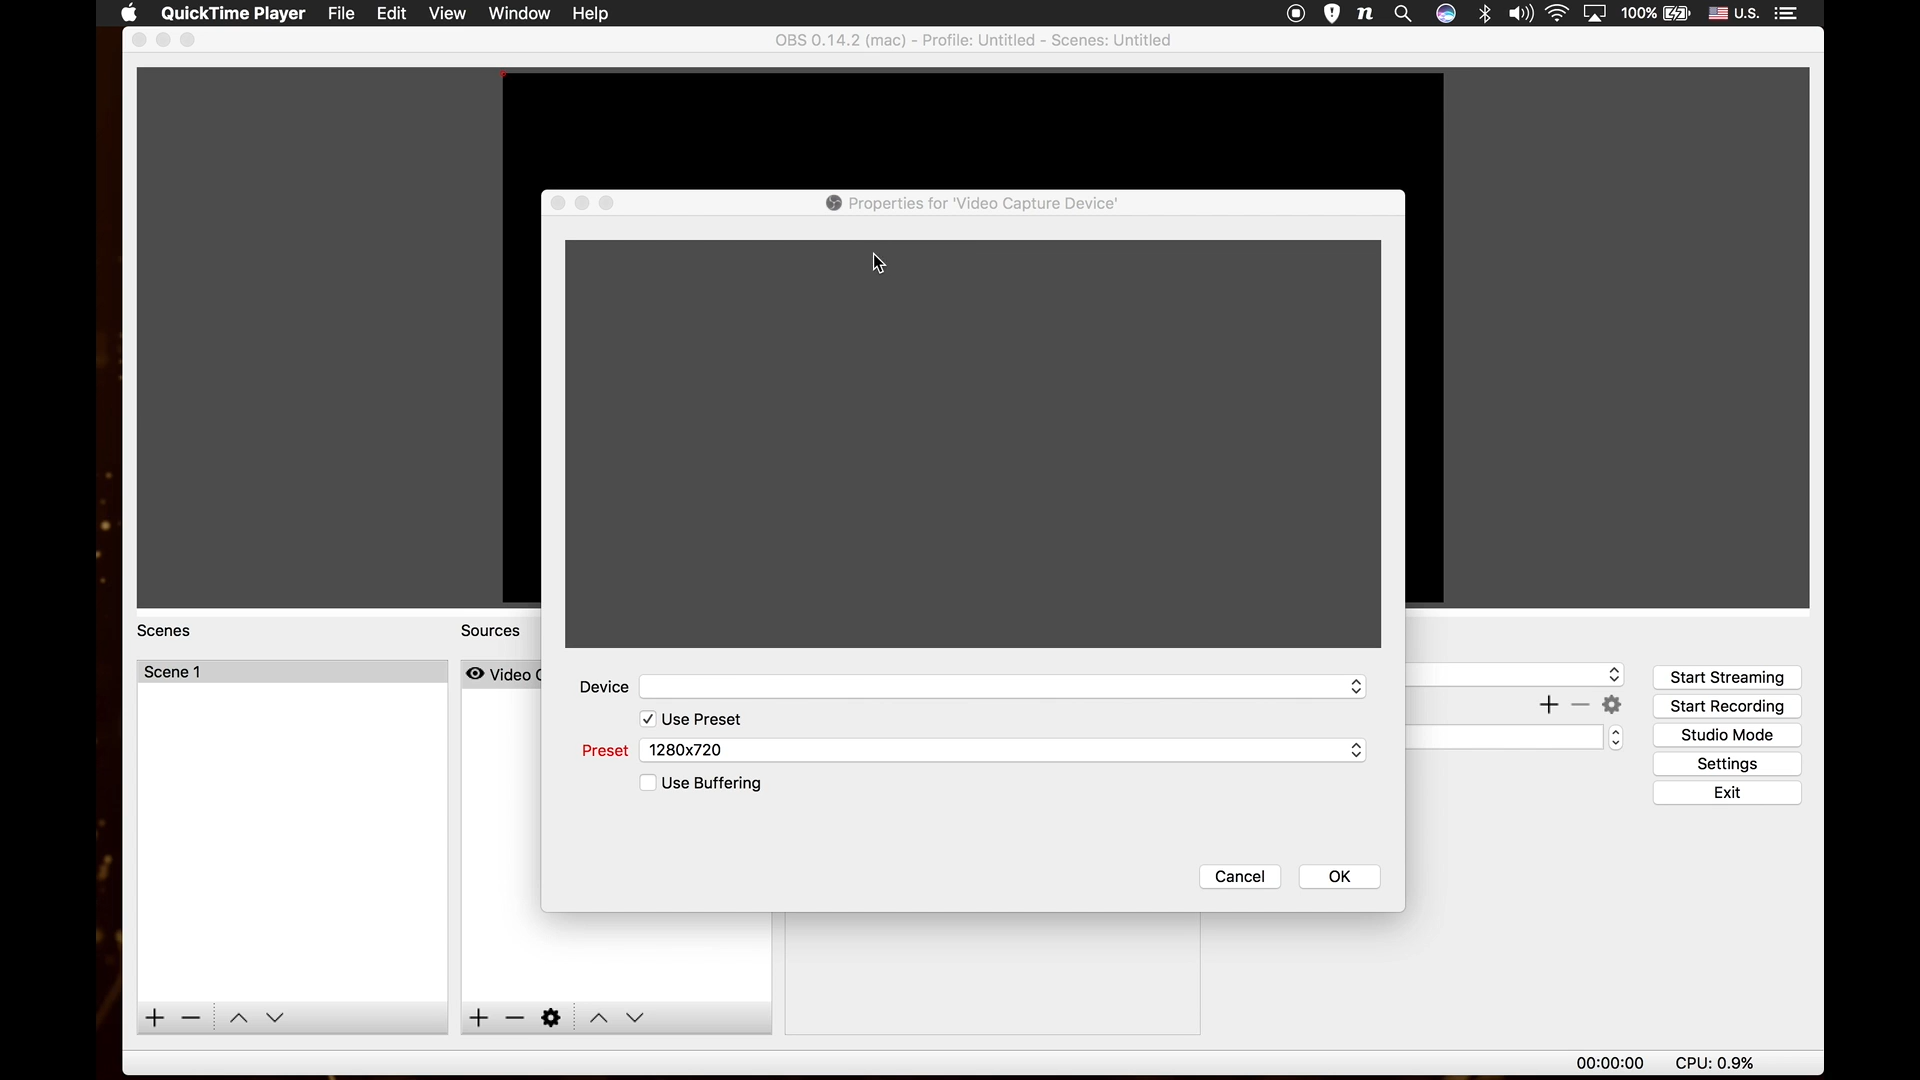 QuickTime Player File Edit View Window Help 100% U.S.
OBS 0.14.2 (mac) - Profile: Untitled - Scenes: Untitled
Properties for 'Video Capture Device'
Scenes
Sources
Scene 1
Video
Device
Use Preset
Preset 1280x720
Use Buffering
Cancel OK
Start Streaming
Start Recording
Studio Mode
Settings
Exit
00:00:00 CPU: 0.9%